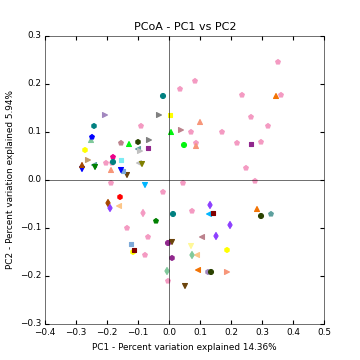 PCoA - PC1 vs PC2
0.3
0.2
0.1
0.0
−0.1
−0.2
−0.3
−0.4 −0.3 −0.2 −0.1 0.0 0.1 0.2 0.3 0.4 0.5
PC2 - Percent variation explained 5.94%
PC1 - Percent variation explained 14.36%